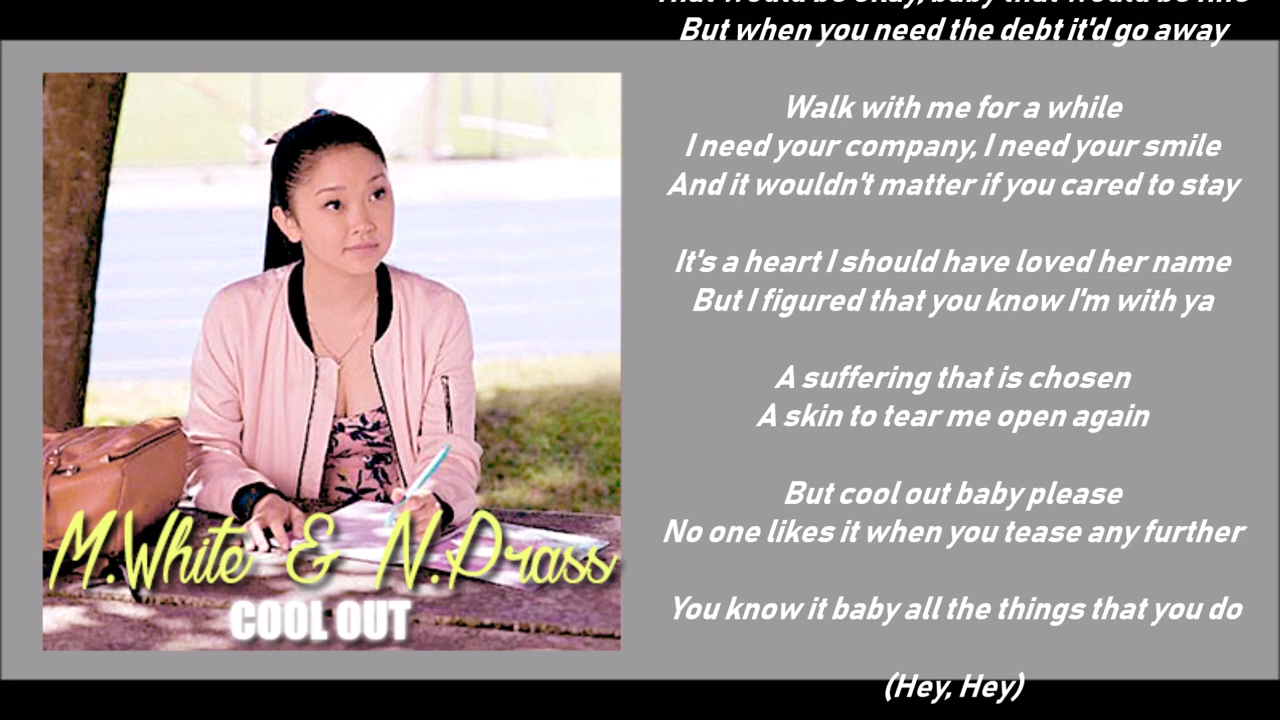 But when you need the debt it'd go away
Walk with me for a while
I need your company, I need your smile
And it wouldn't matter if you cared to stay
It's a heart I should have loved her name
But I figured that you know I'm with ya
A suffering that is chosen
A skin to tear me open again
But cool out baby please
No one likes it when you tease any further
You know it baby all the things that you do
(Hey, Hey)
M.White & N.Prass
COOL OUT